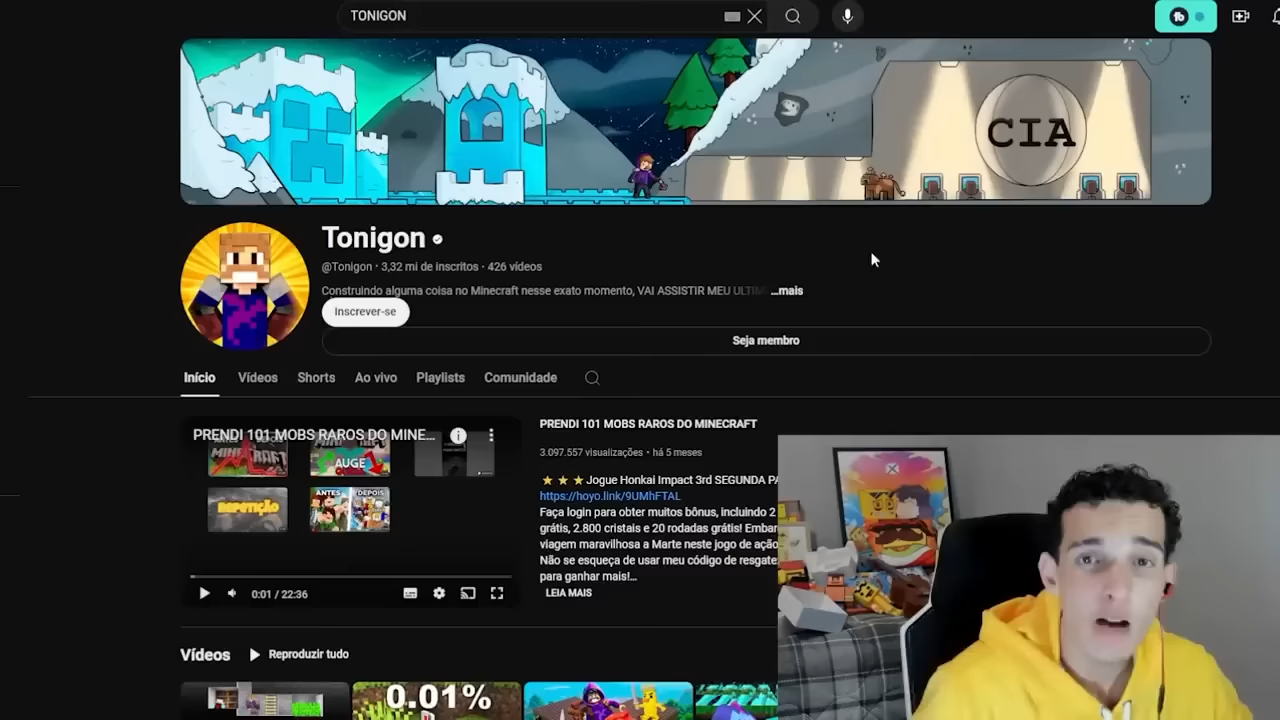 TONIGON
CIA
Tonigon
@Tonigon · 3,32 mi de inscritos · 426 vídeos
Construindo alguma coisa no Minecraft nesse exato momento, VAI ASSISTIR MEU ULTIM ...mais
Inscrever-se
Seja membro
Início Vídeos Shorts Ao vivo Playlists Comunidade
PRENDI 101 MOBS RAROS DO MINE...
AUGE
REPETIÇÃO
ANTES DEPOIS
0:01 / 22:36
PRENDI 101 MOBS RAROS DO MINECRAFT
3.097.557 visualizações · há 5 meses
⭐⭐⭐Jogue Honkai Impact 3rd SEGUNDA PA
https://hoyo.link/9UMhFTAL
Faça login para obter muitos bônus, incluindo 2
grátis, 2.800 cristais e 20 rodadas grátis! Embar
viagem maravilhosa a Marte neste jogo de ação
Não se esqueça de usar meu código de resgate
para ganhar mais!...
LEIA MAIS
Vídeos Reproduzir tudo
0.01%